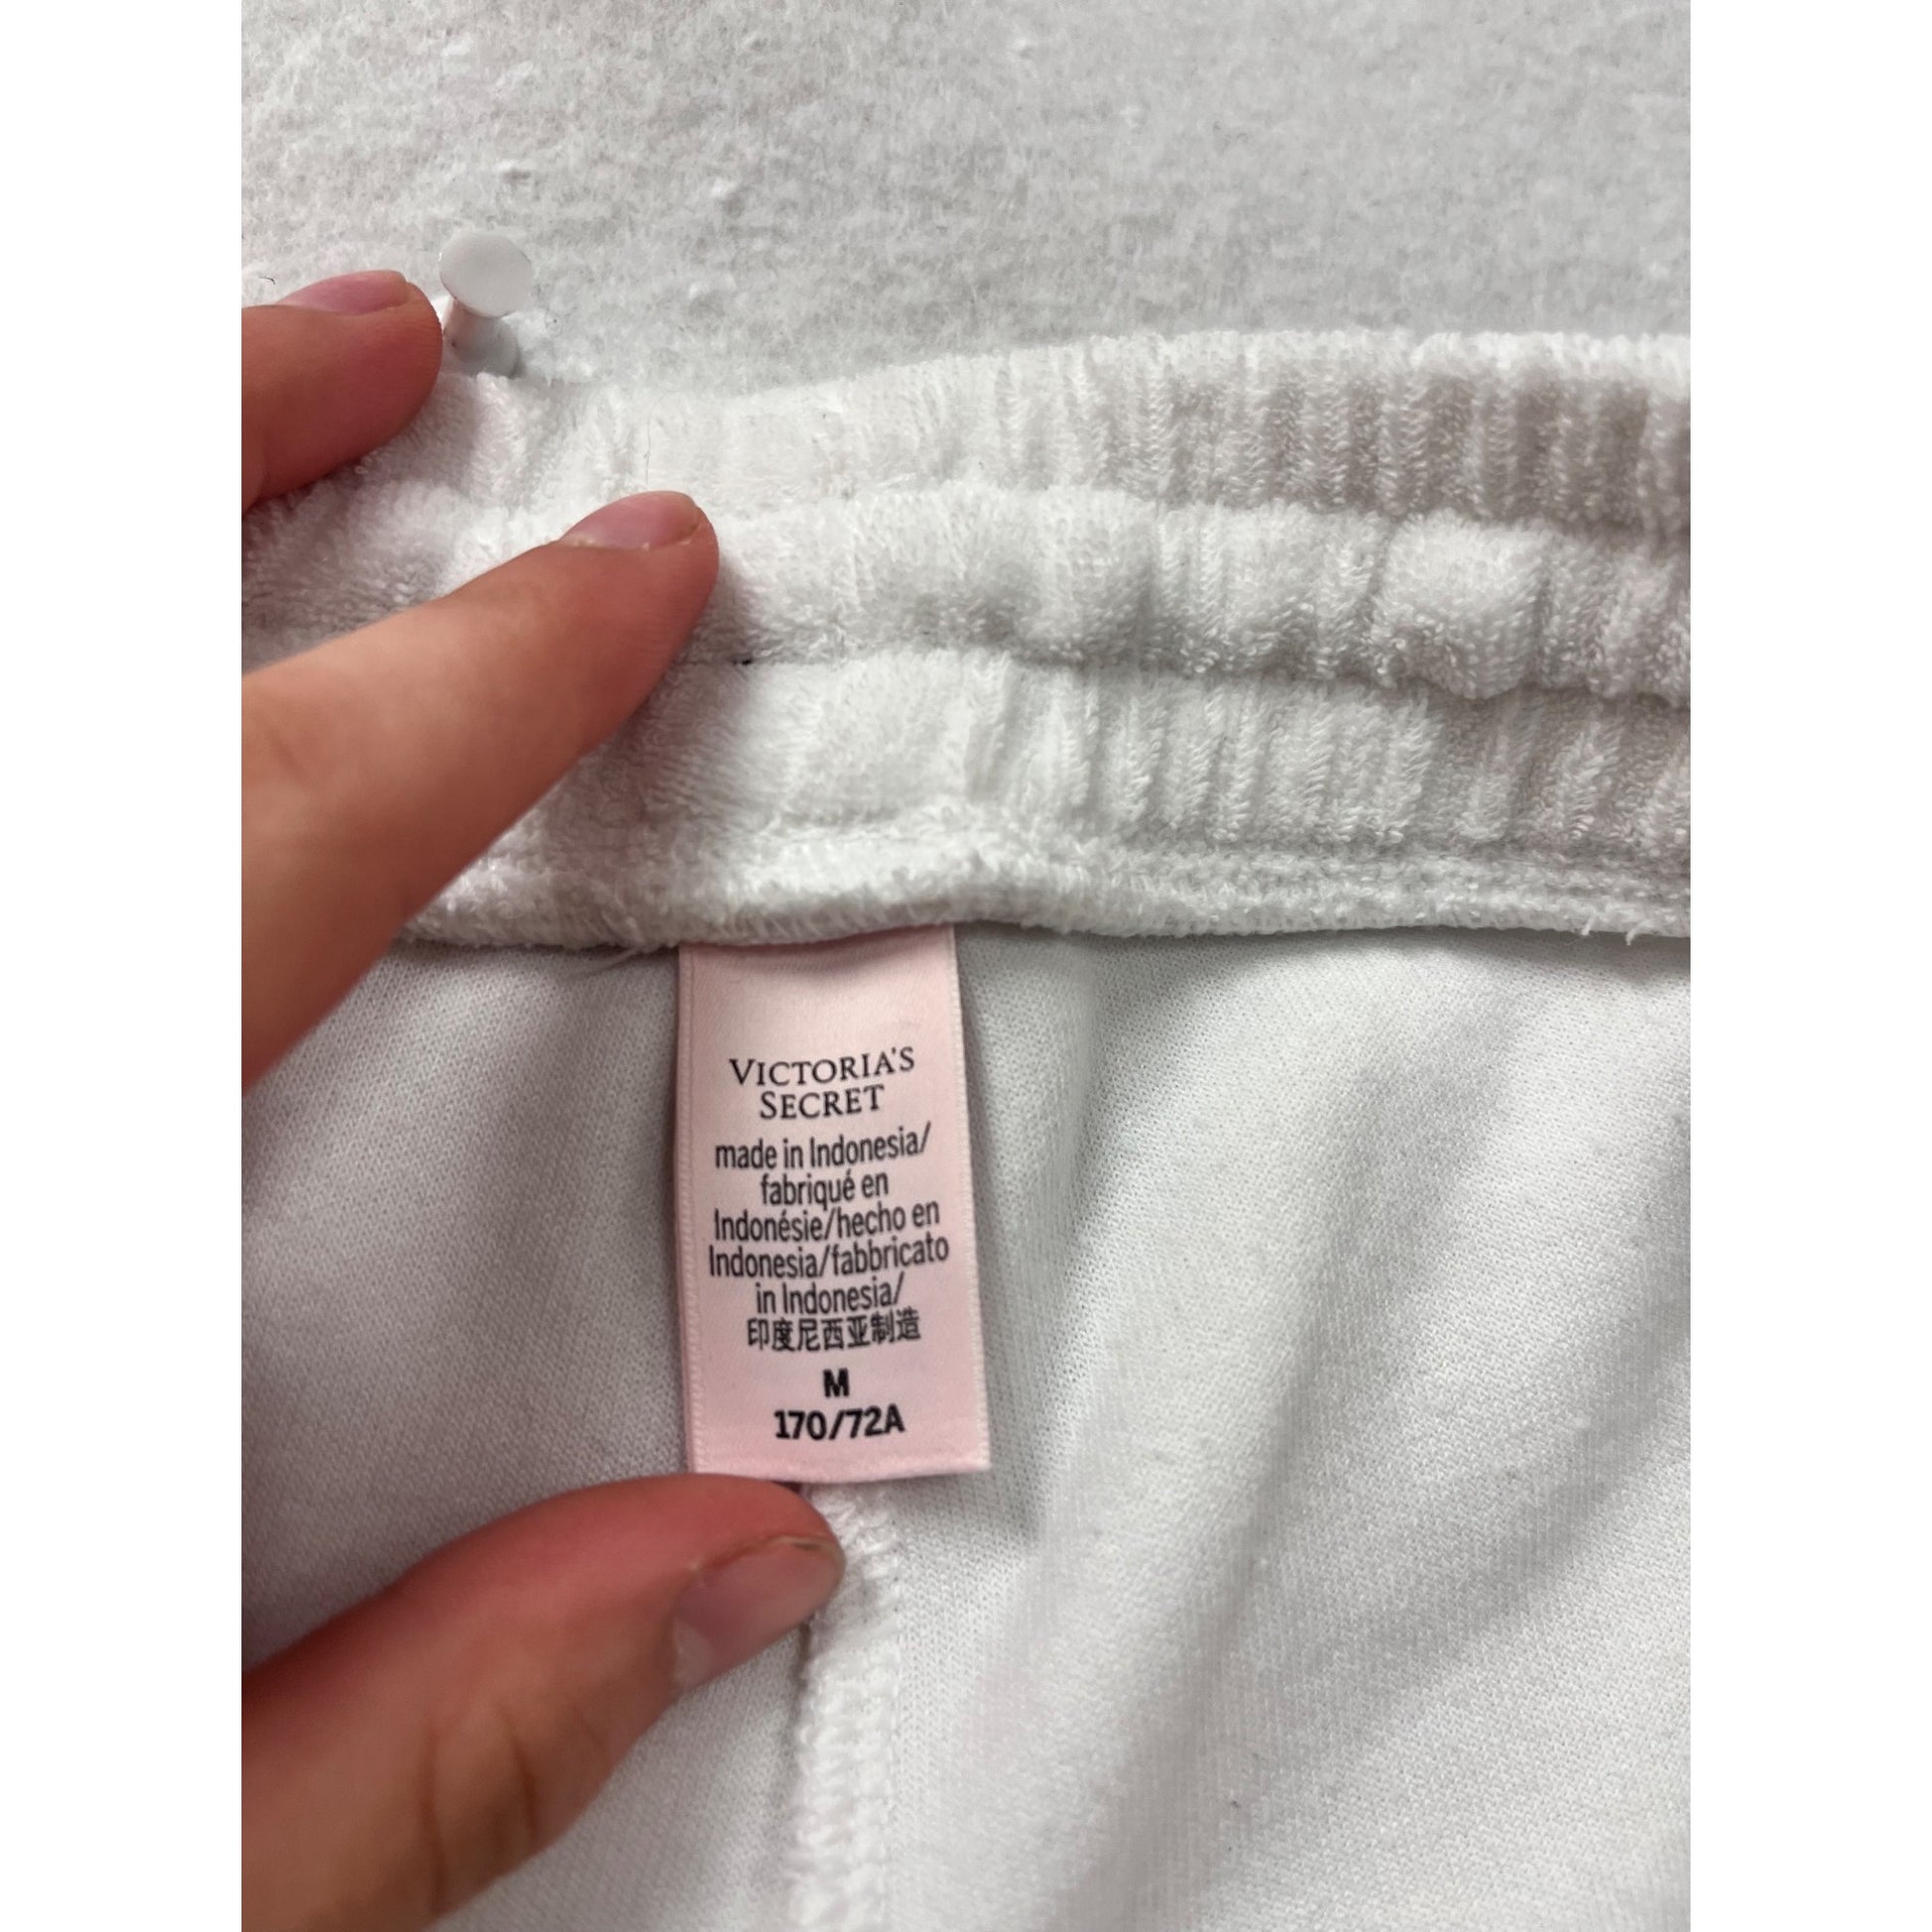 VICTORIA'S
SECRET
made in Indonesia/
fabriqué en
Indonésie/hecho en
Indonesia/fabbricato
in Indonesia/
印度尼西亚制造
M
170/72A